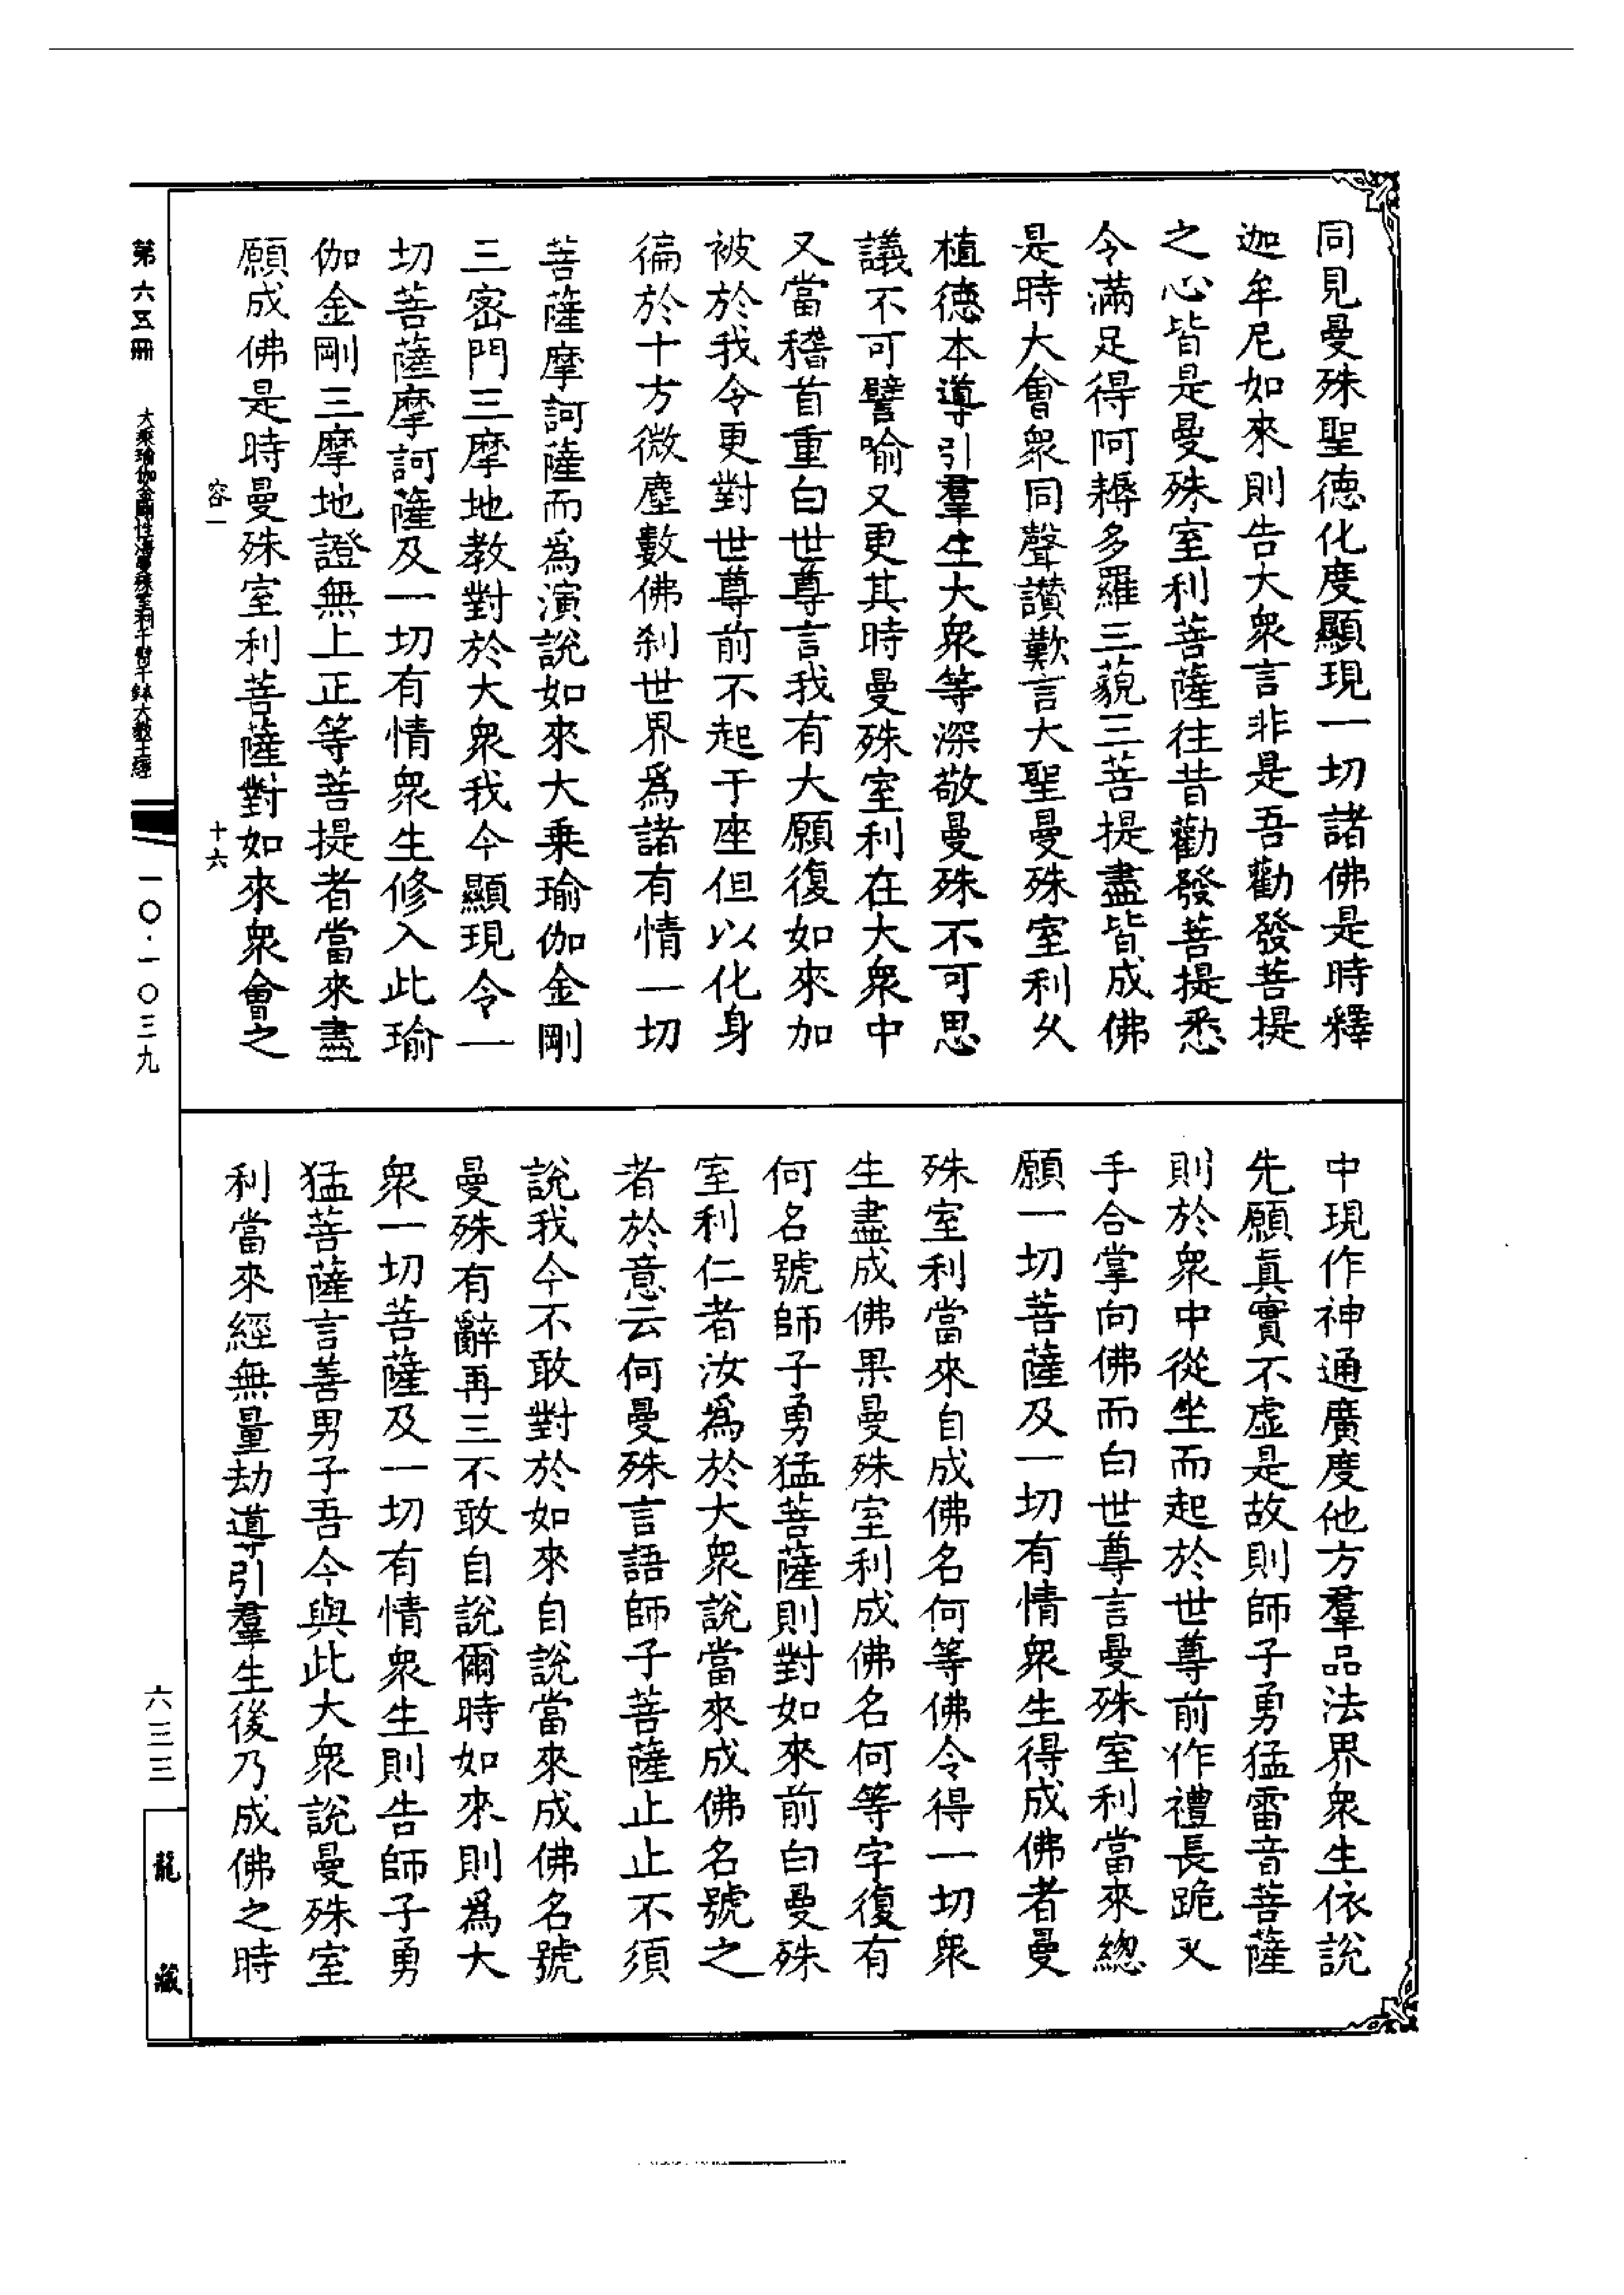 同見曼殊聖德化度顯現一切諸佛是時釋
迦牟尼如來則告大衆言非是吾勸發菩提
之心皆是曼殊室利菩薩往昔勸發菩提悉
令滿足得阿耨多羅三藐三菩提盡皆成佛
是時大會衆同聲讃歎言大聖曼殊室利久
植德本導引羣生大衆等深敬曼殊不可思
議不可譬喻又更其時曼殊室利在大衆中
又當稽首重白世尊言我有大願復如來加
被於我令更對世尊前不起于座但以化身
徧於十方微塵數佛刹世界爲諸有情一切
菩薩摩訶薩而爲演說如來大乗瑜伽金剛
三密門三摩地教對於大衆我今顯現令一
切菩薩摩訶薩及一切有情衆生修入此瑜
伽金剛三摩地證無上正等菩提者當來盡
願成佛是時曼殊室利菩薩對如來衆會之
中現作神通廣度他方羣品法界衆生依說
先願眞實不虛是故則師子勇猛雷音菩薩
則於衆中從坐而起於世尊前作禮長跪叉
手合掌向佛而白世尊言曼殊室利當來總
願一切菩薩及一切有情衆生得成佛者曼
殊室利當來自成佛名何等佛令得一切衆
生盡成佛果曼殊室利成佛名何等字復有
何名號師子勇猛菩薩則對如來前白曼殊
室利仁者汝爲於大衆說當來成佛名號之
者於意云何曼殊言語師子菩薩止止不須
說我今不敢對於如來自說當來成佛名號
曼殊有辭再三不敢自說爾時如來則爲大
衆一切菩薩及一切有情衆生則告師子勇
猛菩薩言善男子吾今與此大衆說曼殊室
利當來經無量劫導引羣生後乃成佛之時
容一
十六
第六五冊
大乘瑜伽金剛性海曼殊室利千臂千鉢大教王經
一〇·一〇三九
六三三
龍藏